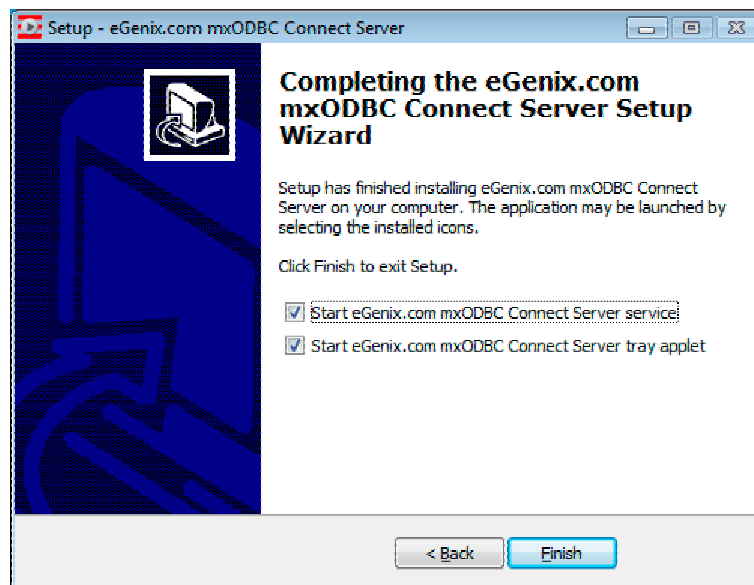 Setup - eGenix.com mxODBC Connect Server
Completing the eGenix.com
mxODBC Connect Server Setup
Wizard
Setup has finished installing eGenix.com mxODBC Connect
Server on your computer. The application may be launched by
selecting the installed icons.
Click Finish to exit Setup.
Start eGenix.com mxODBC Connect Server service
Start eGenix.com mxODBC Connect Server tray applet
< Back
Finish